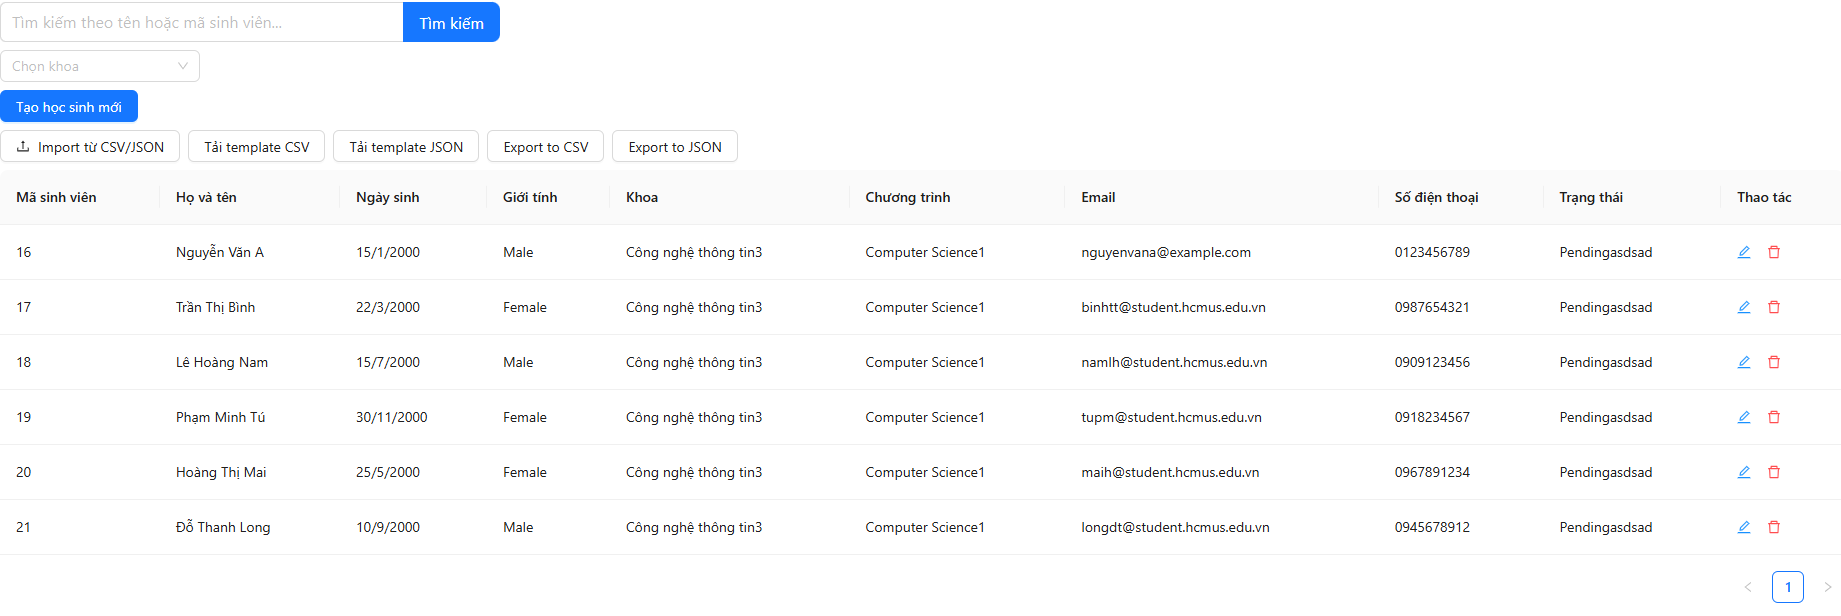 Tìm kiếm theo tên hoặc mã sinh viên... Tìm kiếm
Chọn khoa
Tạo học sinh mới
Import từ CSV/JSON Tải template CSV Tải template JSON Export to CSV Export to JSON
Mã sinh viên Họ và tên Ngày sinh Giới tính Khoa Chương trình Email Số điện thoại Trạng thái Thao tác
16 Nguyễn Văn A 15/1/2000 Male Công nghệ thông tin3 Computer Science1 nguyenvana@example.com 0123456789 Pendingasdsad
17 Trần Thị Bình 22/3/2000 Female Công nghệ thông tin3 Computer Science1 binhtt@student.hcmus.edu.vn 0987654321 Pendingasdsad
18 Lê Hoàng Nam 15/7/2000 Male Công nghệ thông tin3 Computer Science1 namlh@student.hcmus.edu.vn 0909123456 Pendingasdsad
19 Phạm Minh Tú 30/11/2000 Female Công nghệ thông tin3 Computer Science1 tupm@student.hcmus.edu.vn 0918234567 Pendingasdsad
20 Hoàng Thị Mai 25/5/2000 Female Công nghệ thông tin3 Computer Science1 maih@student.hcmus.edu.vn 0967891234 Pendingasdsad
21 Đỗ Thanh Long 10/9/2000 Male Công nghệ thông tin3 Computer Science1 longdt@student.hcmus.edu.vn 0945678912 Pendingasdsad
1